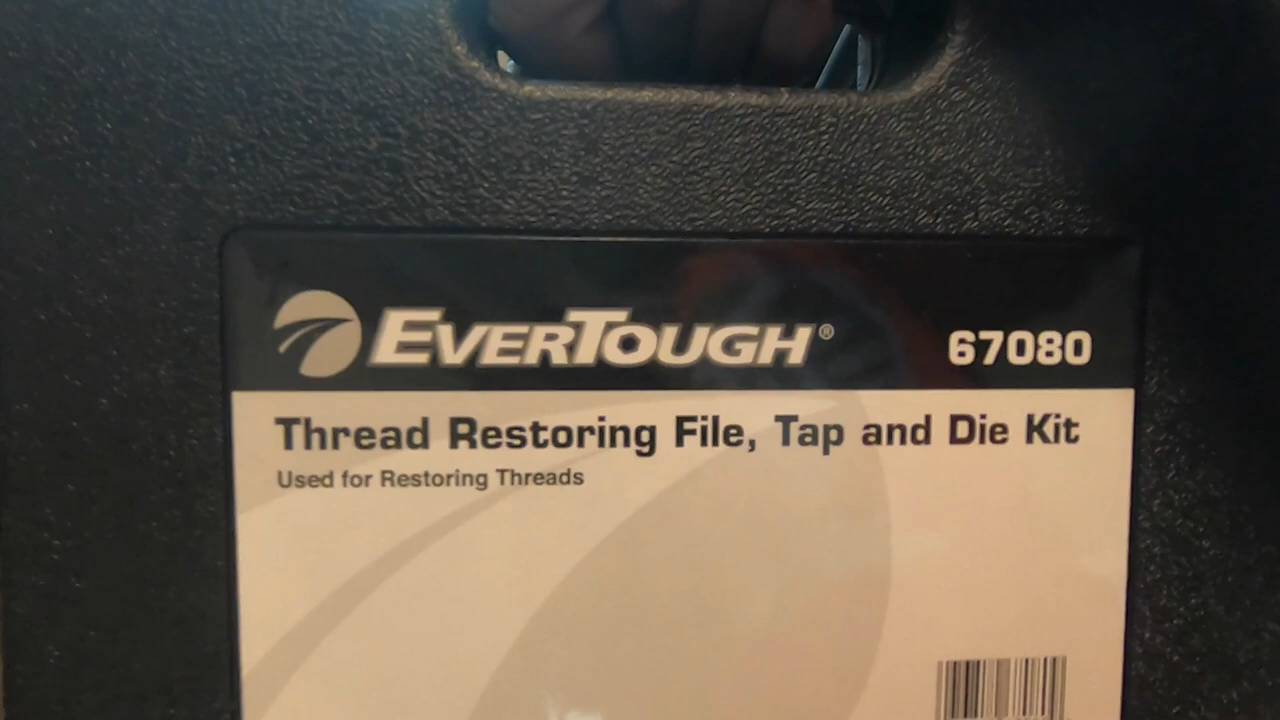 EVERTOUGH® 67080
Thread Restoring File, Tap and Die Kit
Used for Restoring Threads